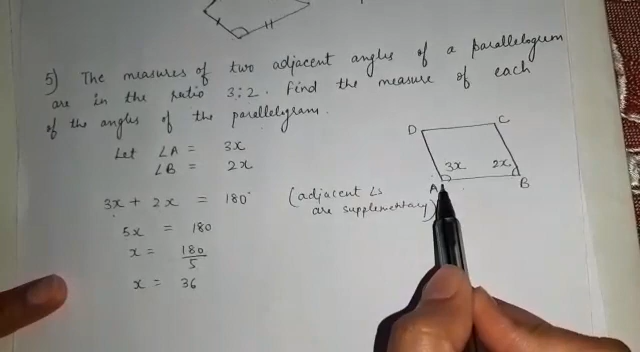 5) The measures of two adjacent angles of a parallelogram
are in the ratio 3:2. Find the measure of each
of the angles of the parallelogram.
Let ∠A = 3x
∠B = 2x
3x + 2x = 180° (adjacent ∠s
are supplementary)
5x = 180
x = 180/5
x = 36
D C
3x 2x
A B